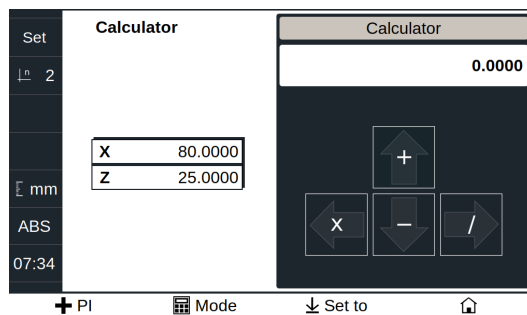 Set
n 2
mm
ABS
07:34
Calculator
X 80.0000
Z 25.0000
Calculator
0.0000
+
x − /
PI
Mode
Set to